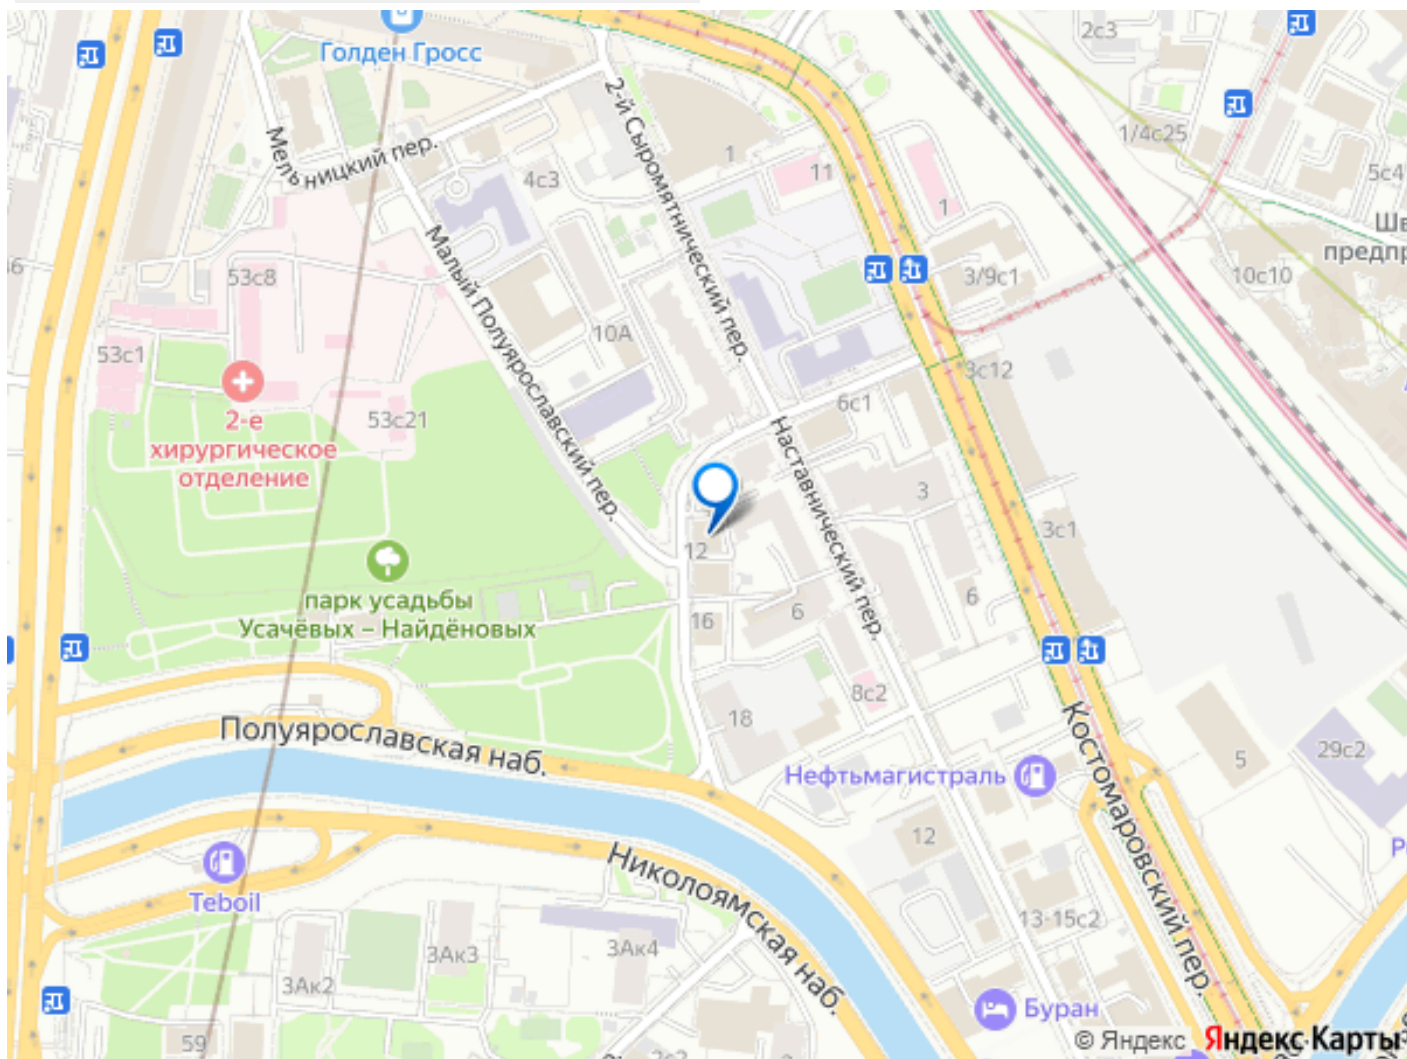 2с3
Голден Гросс
2-й Сыромятнический пер.
Мельницкий пер.
1/4с25
1
4с3
11
5с4
1
Малый Полуярославский пер.
53с8
3/9с1
10с10
10А
53с1
3с12
6с1
53с21
2-е
хирургическое
отделение
Наставнический пер.
3
3с1
12
парк усадьбы
Усачёвых – Найдёновых
6
6
16
8с2
18
Полуярославская наб.
Костомаровский пер.
5
29с2
Нефтьмагистраль
12
Teboil
Николоямская наб.
13-15с2
3Ак3
3Ак4
3Ак2
Буран
59
© Яндекс Яндекс Карты